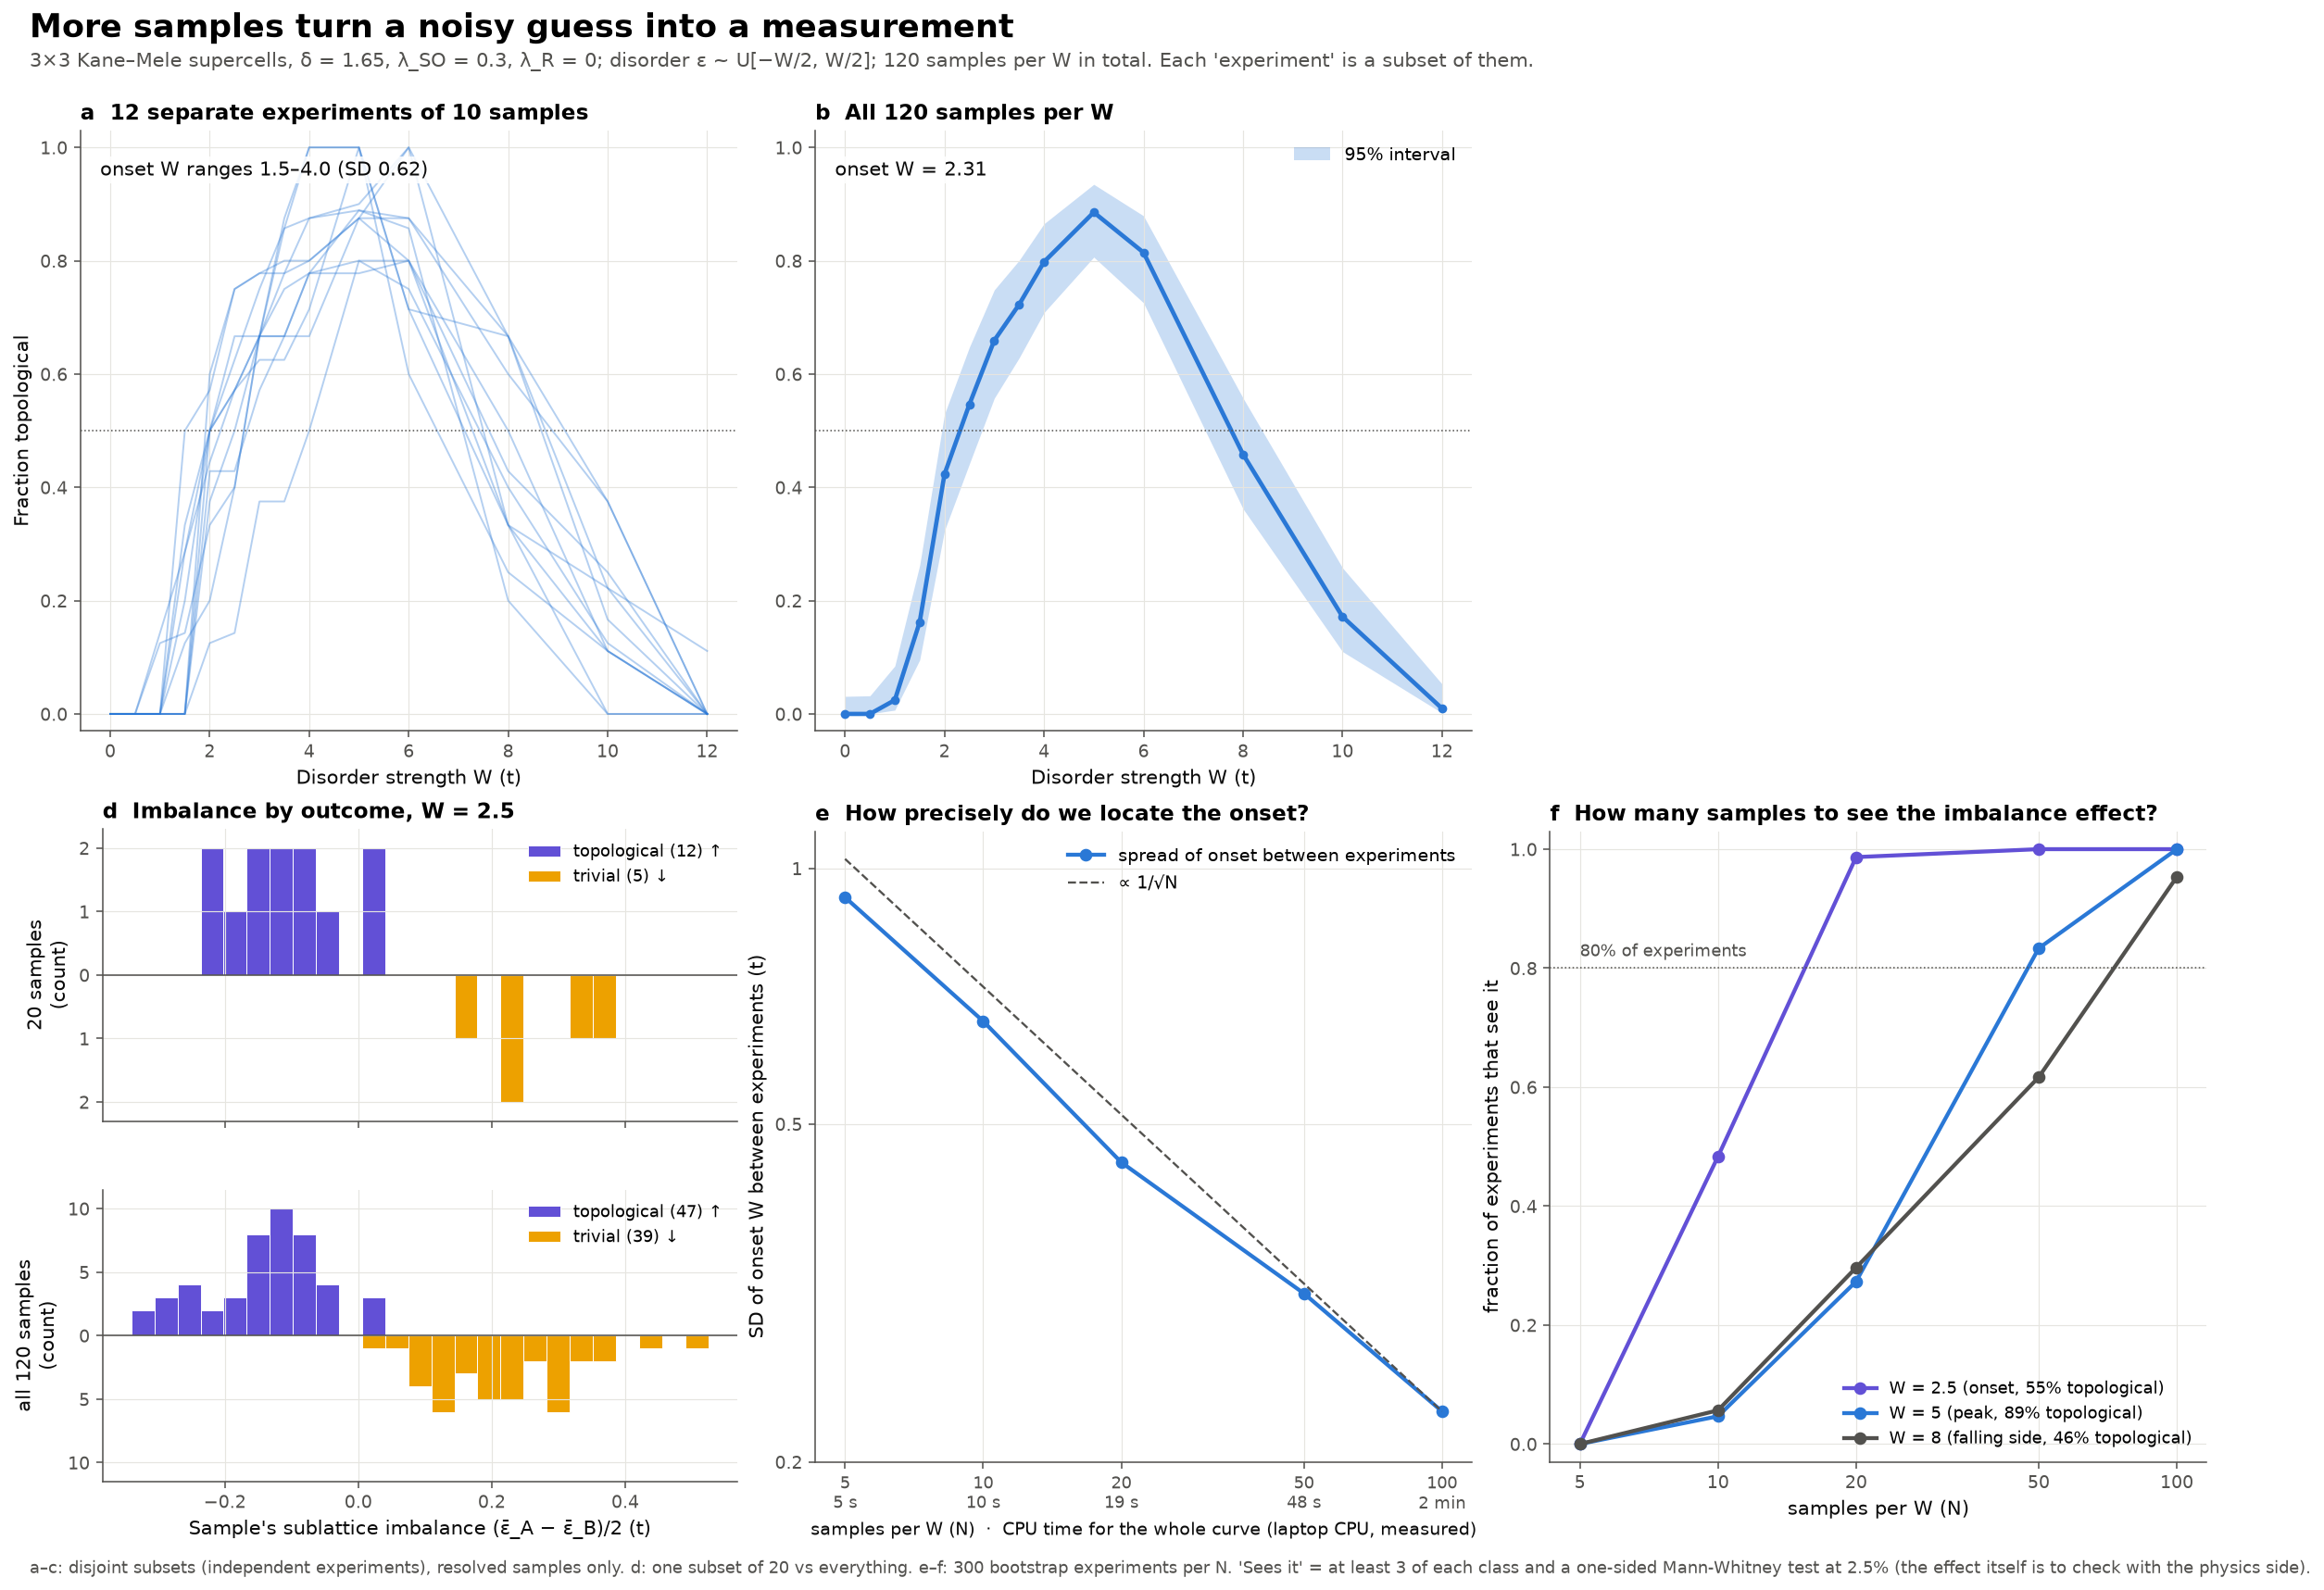 More samples turn a noisy guess into a measurement
3×3 Kane–Mele supercells, δ = 1.65, λ_SO = 0.3, λ_R = 0; disorder ε ~ U[−W/2, W/2]; 120 samples per W in total. Each 'experiment' is a subset of them.
a 12 separate experiments of 10 samples
onset W ranges 1.5–4.0 (SD 0.62)
Fraction topological
1.0
0.8
0.6
0.4
0.2
0.0
0 2 4 6 8 10 12
Disorder strength W (t)
b All 120 samples per W
onset W = 2.31
95% interval
1.0
0.8
0.6
0.4
0.2
0.0
0 2 4 6 8 10 12
Disorder strength W (t)
d Imbalance by outcome, W = 2.5
topological (12) ↑
trivial (5) ↓
20 samples
(count)
2
1
0
1
2
topological (47) ↑
trivial (39) ↓
all 120 samples
(count)
10
5
0
5
10
−0.2 0.0 0.2 0.4
Sample's sublattice imbalance (ε̄_A − ε̄_B)/2 (t)
e How precisely do we locate the onset?
spread of onset between experiments
∝ 1/√N
SD of onset W between experiments (t)
1
0.5
0.2
5 10 20 50 100
5 s 10 s 19 s 48 s 2 min
samples per W (N) · CPU time for the whole curve (laptop CPU, measured)
f How many samples to see the imbalance effect?
80% of experiments
fraction of experiments that see it
1.0
0.8
0.6
0.4
0.2
0.0
W = 2.5 (onset, 55% topological)
W = 5 (peak, 89% topological)
W = 8 (falling side, 46% topological)
5 10 20 50 100
samples per W (N)
a–c: disjoint subsets (independent experiments), resolved samples only. d: one subset of 20 vs everything. e–f: 300 bootstrap experiments per N. 'Sees it' = at least 3 of each class and a one-sided Mann-Whitney test at 2.5% (the effect itself is to check with the physics side).